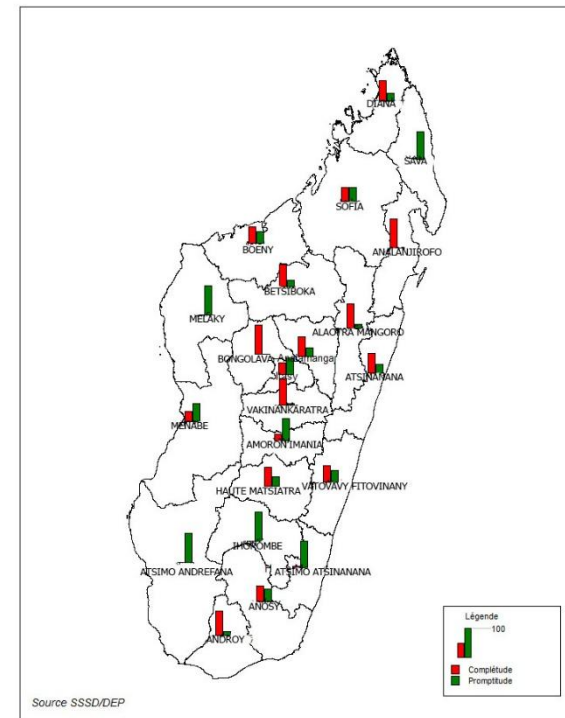 DIANA
SAVA
SOFIA
ANALANJIROFO
BOENY
BETSIBOKA
MELAKY
ALAOTRA MANGORO
BONGOLAVA
Itasy
ATSINANANA
VAKINANKARATRA
MENABE
AMORON'IMANIA
HAUTE MATSIATRA
VATOVAVY FITOVINANY
IHOROMBE
ATSIMO ANDREFANA
ATSIMO ATSINANANA
ANOSY
ANDROY
Légende
100
Complétude
Promptitude
Source SSSD/DEP